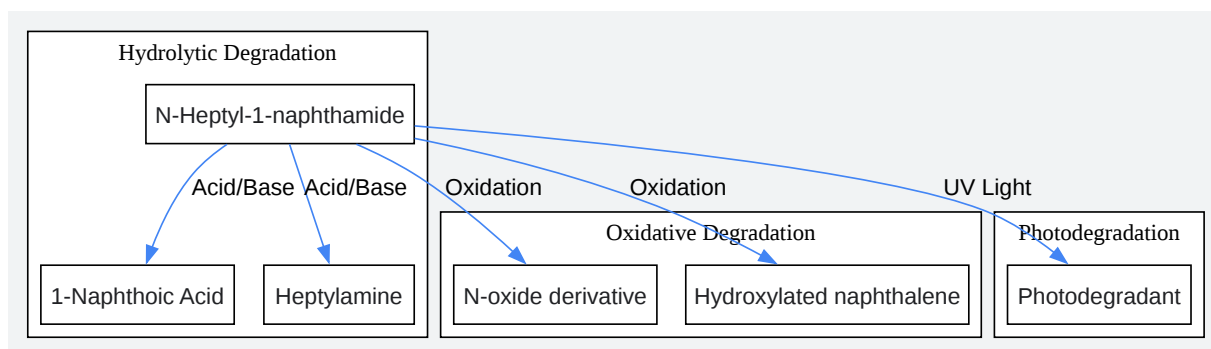 Hydrolytic Degradation
N-Heptyl-1-naphthamide
Acid/Base
Acid/Base
Oxidation
Oxidation
UV Light
Oxidative Degradation
Photodegradation
1-Naphthoic Acid
Heptylamine
N-oxide derivative
Hydroxylated naphthalene
Photodegradant